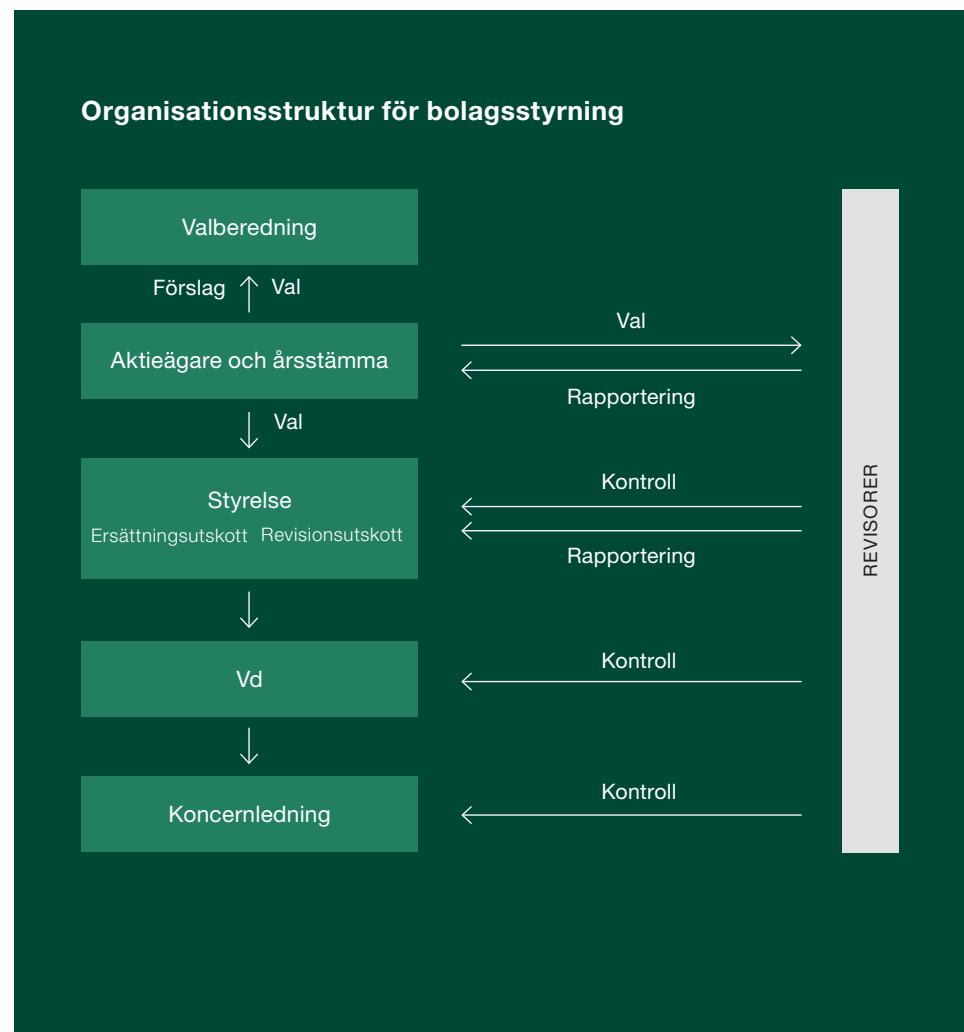 Organisationsstruktur för bolagsstyrning
Valberedning
Förslag Val
Aktieägare och årsstämma
Val
Rapportering
Val
Styrelse
Ersättningsutskott Revisionsutskott
Kontroll
Rapportering
Vd
Kontroll
Koncernledning
Kontroll
REVISORER